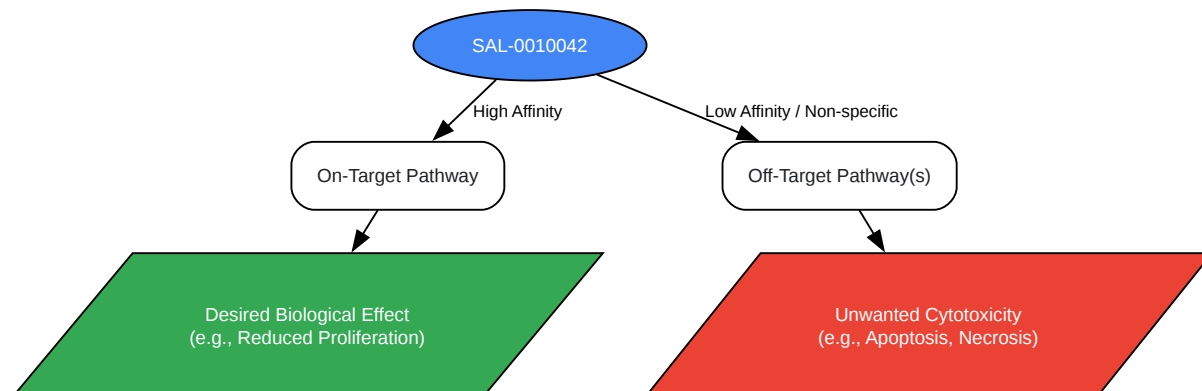 SAL-0010042
High Affinity
Low Affinity / Non-specific
On-Target Pathway
Off-Target Pathway(s)
Desired Biological Effect
(e.g., Reduced Proliferation)
Unwanted Cytotoxicity
(e.g., Apoptosis, Necrosis)